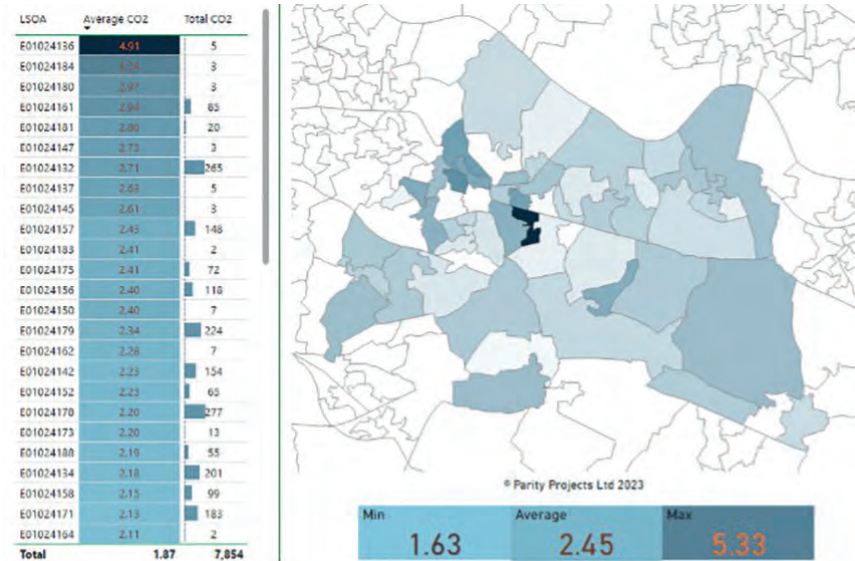 LSOA Average CO2 Total CO2
E01024136 4.91 5
E01024184 3
E01024180 2.97 3
E01024161 2.94 85
E01024181 2.80 20
E01024147 2.73 3
E01024132 2.71 265
E01024137 2.63 5
E01024145 2.61 3
E01024157 2.45 148
E01024183 2.41 2
E01024175 2.41 72
E01024156 2.40 118
E01024150 2.40 7
E01024179 2.34 224
E01024162 2.28 7
E01024142 2.23 154
E01024152 2.23 65
E01024178 2.20 277
E01024173 2.20 13
E01024188 2.19 55
E01024134 2.18 201
E01024158 2.15 99
E01024171 2.13 183
E01024164 2.11 2
Total 1.87 7,854
© Parity Projects Ltd 2023
Min Average Max
1.63 2.45 5.33